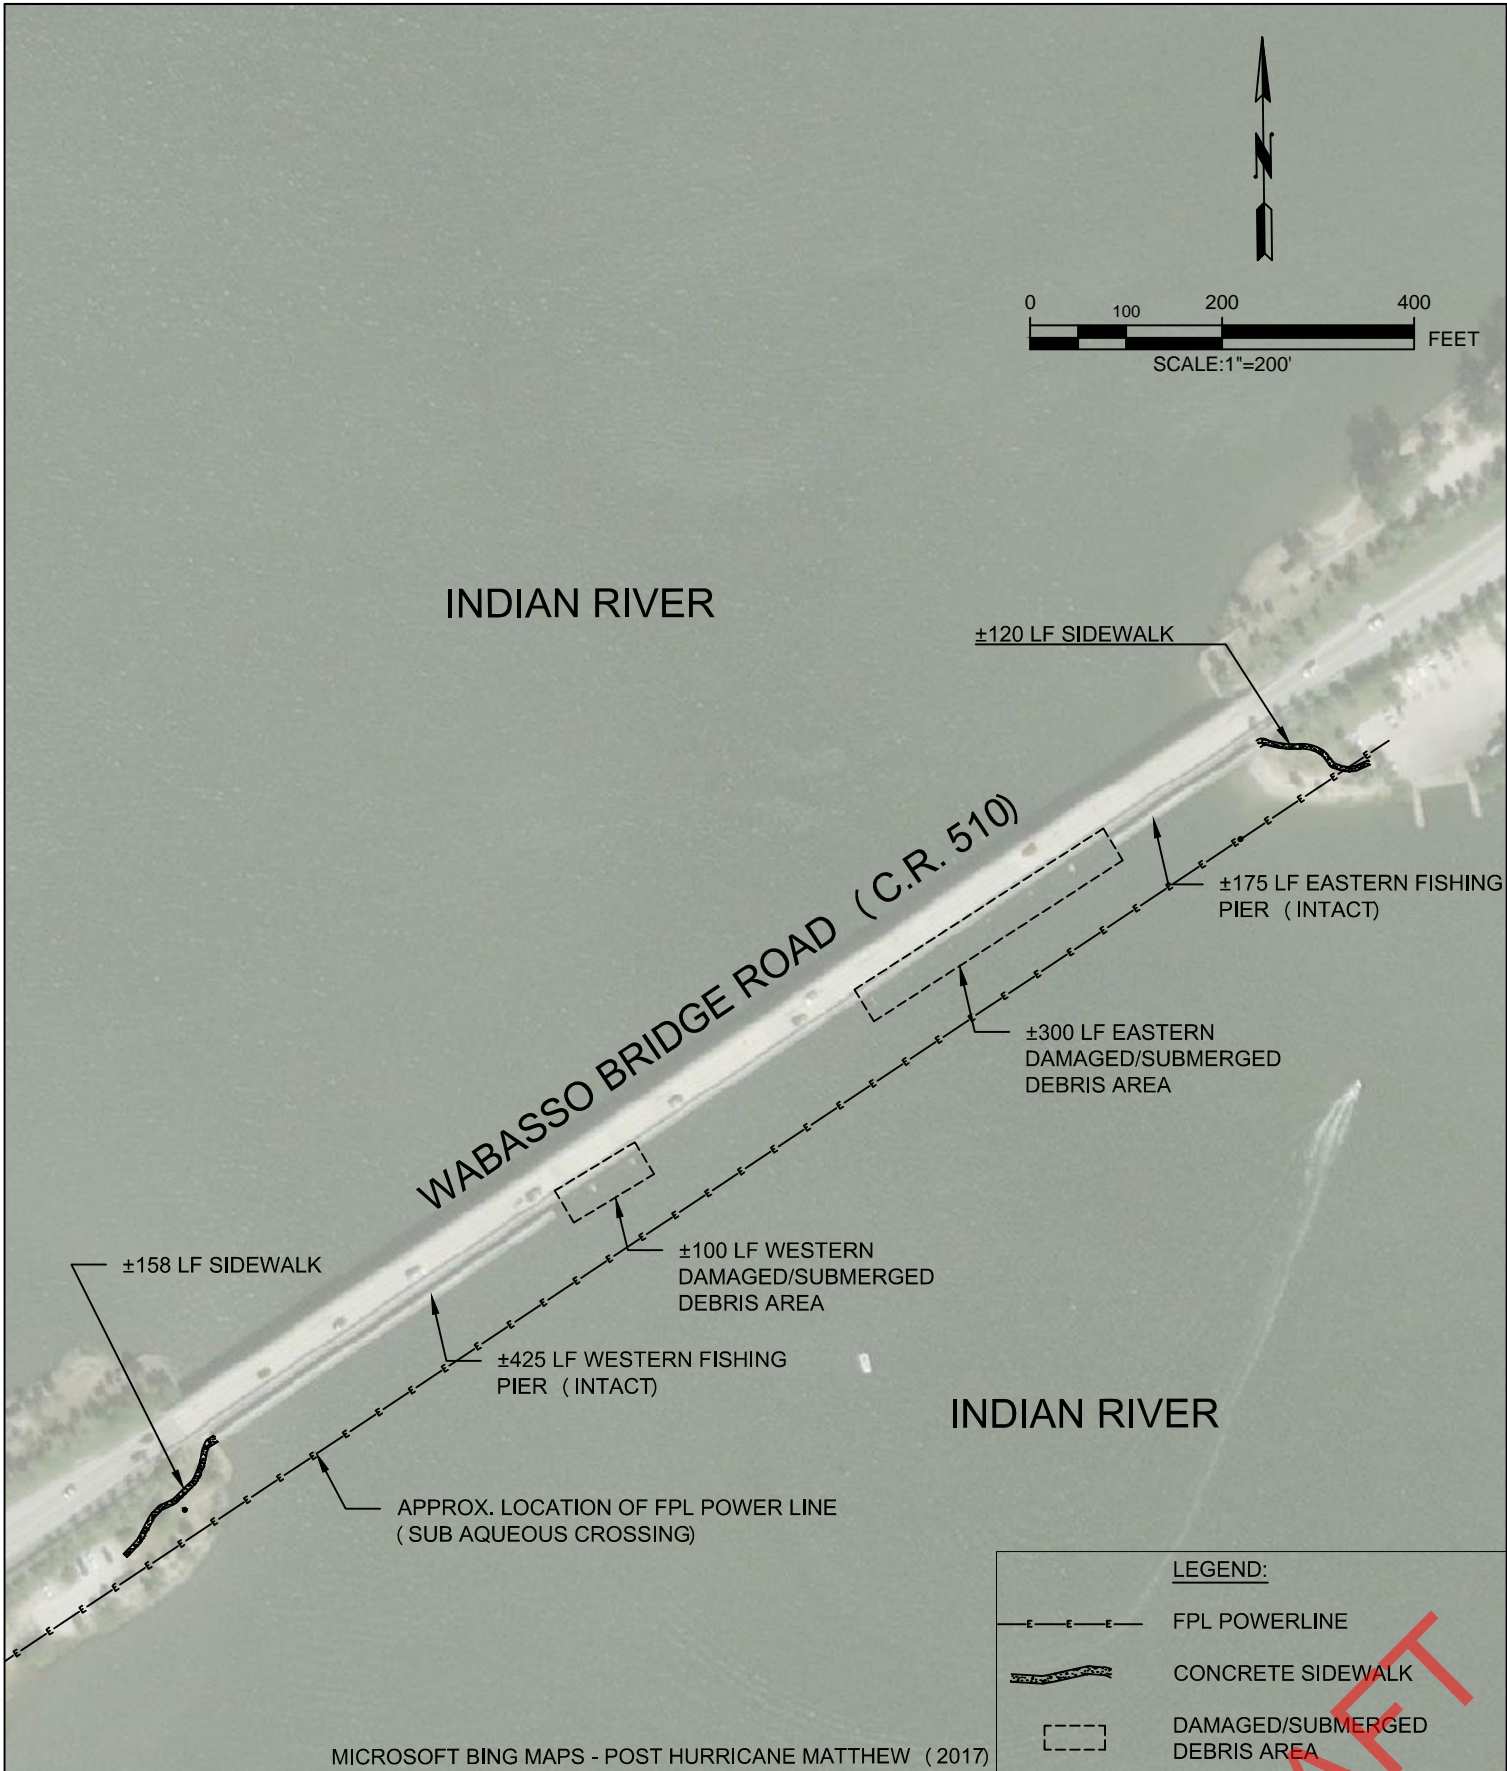 N
0 100 200 400
FEET
SCALE:1"=200'
INDIAN RIVER
±120 LF SIDEWALK
WABASSO BRIDGE ROAD (C.R. 510)
±175 LF EASTERN FISHING
PIER (INTACT)
±300 LF EASTERN
DAMAGED/SUBMERGED
DEBRIS AREA
±100 LF WESTERN
DAMAGED/SUBMERGED
DEBRIS AREA
±158 LF SIDEWALK
±425 LF WESTERN FISHING
PIER (INTACT)
INDIAN RIVER
APPROX. LOCATION OF FPL POWER LINE
(SUB AQUEOUS CROSSING)
LEGEND:
E E E FPL POWERLINE
CONCRETE SIDEWALK
DAMAGED/SUBMERGED
DEBRIS AREA
MICROSOFT BING MAPS - POST HURRICANE MATTHEW (2017)
AFT